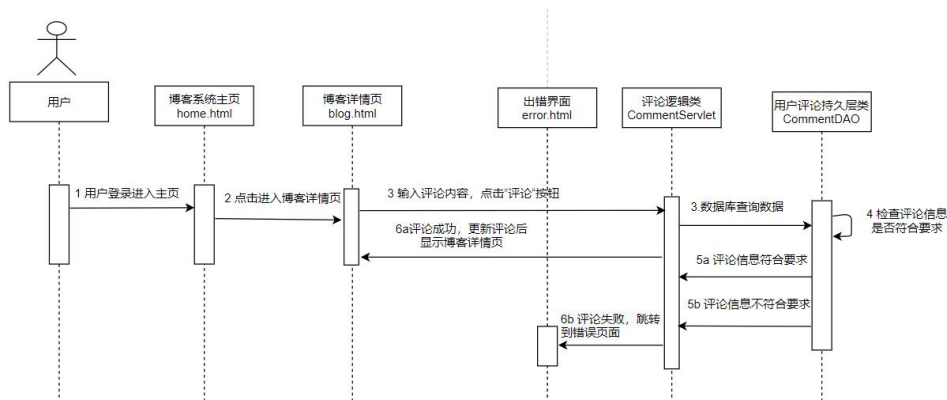 用户
博客系统主页
home.html
博客详情页
blog.html
出错界面
error.html
评论逻辑类
CommentServlet
用户评论持久层类
CommentDAO
1 用户登录进入主页
2 点击进入博客详情页
3 输入评论内容，点击"评论"按钮
3.数据库查询数据
4 检查评论信息
是否符合要求
6a评论成功，更新评论后
显示博客详情页
5a 评论信息符合要求
5b 评论信息不符合要求
6b 评论失败，跳转
到错误页面